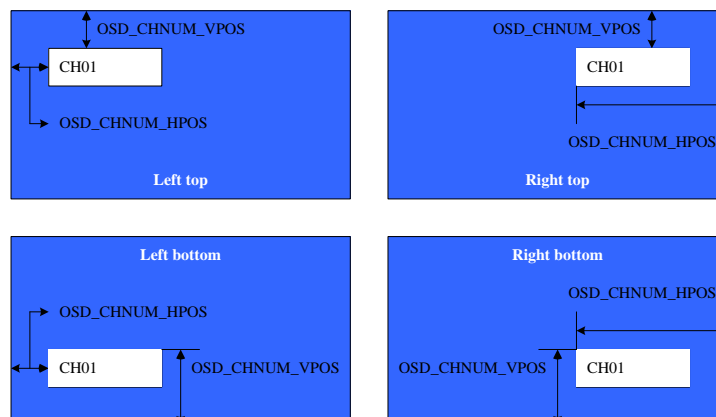 OSD_CHNUM_VPOS
CH01
OSD_CHNUM_HPOS
Left top
OSD_CHNUM_VPOS
CH01
OSD_CHNUM_HPOS
Right top
Left bottom
OSD_CHNUM_HPOS
CH01
OSD_CHNUM_VPOS
Right bottom
OSD_CHNUM_HPOS
OSD_CHNUM_VPOS
CH01